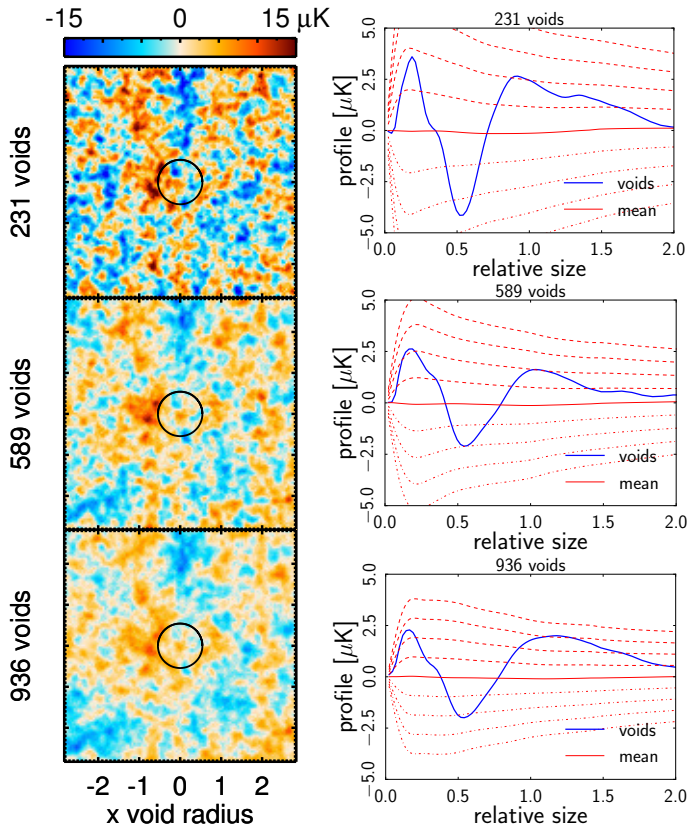 -15 0 15 μK
231 voids
589 voids
936 voids
-2 -1 0 1 2
x void radius
231 voids
profile [μK]
5.0
2.5
0.0
−2.5
−5.0
voids
mean
0.0 0.5 1.0 1.5 2.0
relative size
589 voids
profile [μK]
5.0
2.5
0.0
−2.5
−5.0
voids
mean
0.0 0.5 1.0 1.5 2.0
relative size
936 voids
profile [μK]
5.0
2.5
0.0
−2.5
−5.0
voids
mean
0.0 0.5 1.0 1.5 2.0
relative size